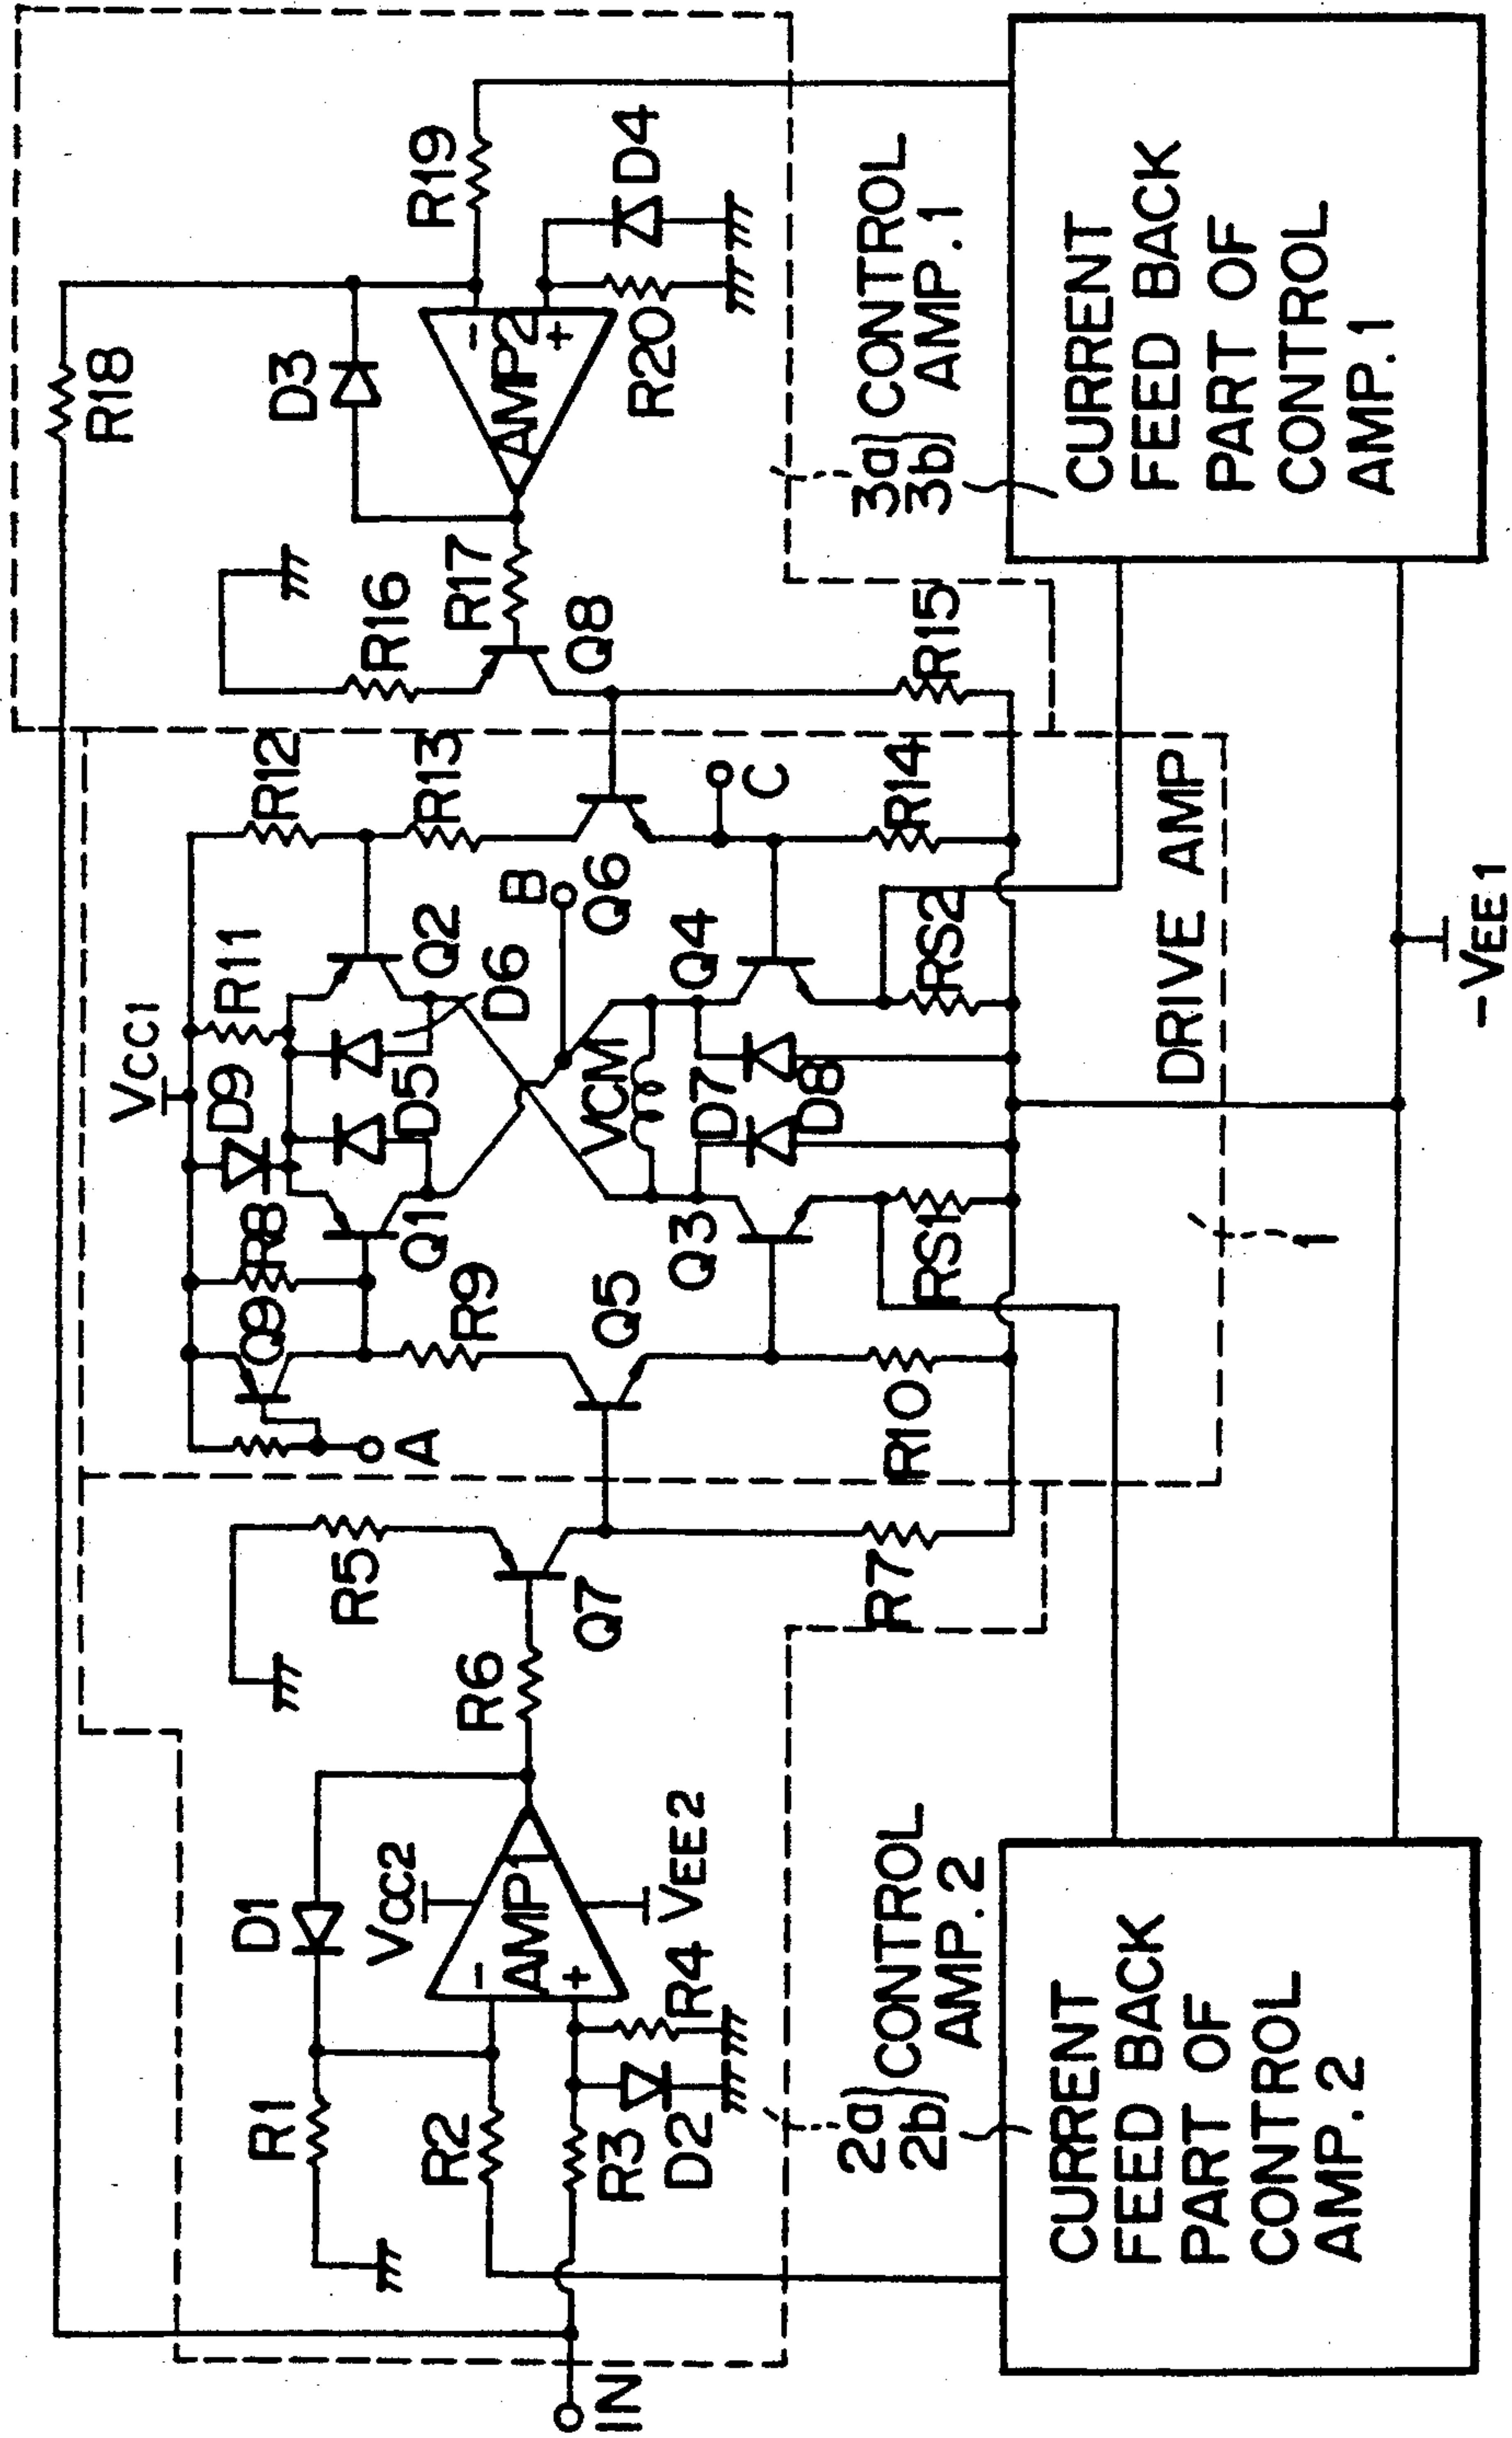 R18
D3
R19
D4
R20
AMP2
-
+
R17
R16
Q8
R15
3a) CONTROL
3b) AMP.1
CURRENT
FEED BACK
PART OF
CONTROL
AMP.1
VCC1
R12
R13
R11
Q2
D6
B
Q6
C
R14
D9
D5
VCM
Q4
RS2
D7
D8
R8
Q1
Q9
R9
Q5
Q3
RS1
A
R10
DRIVE AMP
1
-VEE1
R5
Q7
R7
R6
D1
VCC2
AMP1
-
+
VEE2
R1
R2
R3
D2
R4
IN
2a) CONTROL
2b) AMP.2
CURRENT
FEED BACK
PART OF
CONTROL
AMP.2